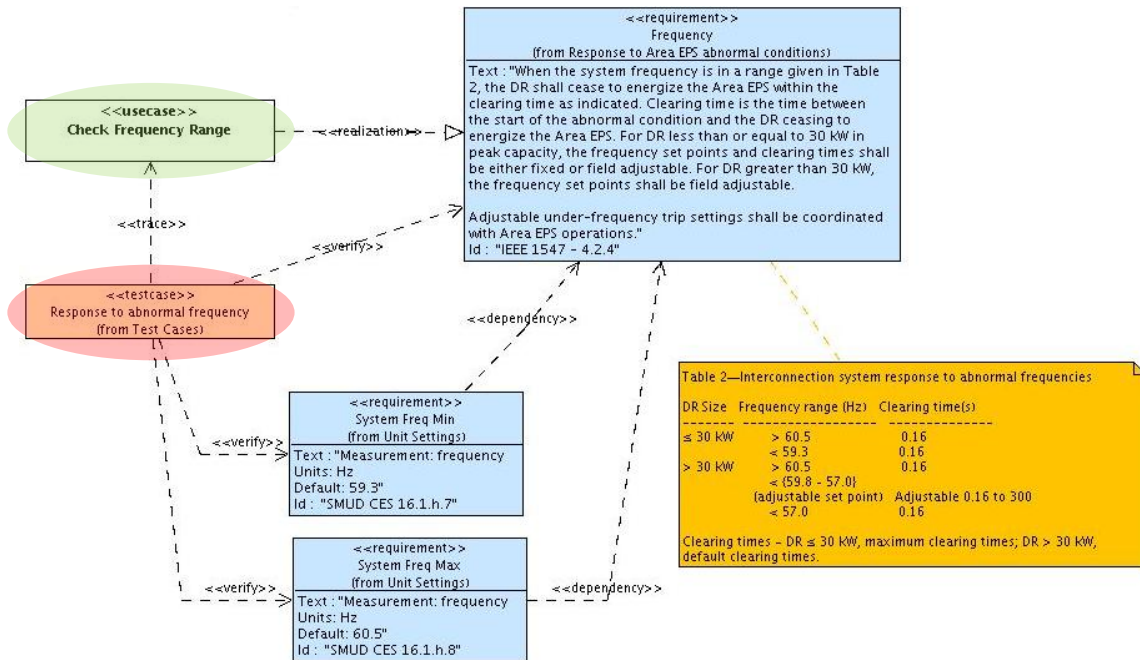 <<requirement>>
Frequency
(from Response to Area EPS abnormal conditions)
Text : "When the system frequency is in a range given in Table
2, the DR shall cease to energize the Area EPS within the
clearing time as indicated. Clearing time is the time between
the start of the abnormal condition and the DR ceasing to
energize the Area EPS. For DR less than or equal to 30 kW in
peak capacity, the frequency set points and clearing times shall
be either fixed or field adjustable. For DR greater than 30 kW,
the frequency set points shall be field adjustable.
Adjustable under-frequency trip settings shall be coordinated
with Area EPS operations."
Id : "IEEE 1547 - 4.2.4"
<<usecase>>
Check Frequency Range
<<realization>>
<<trace>>
<<verify>>
<<testcase>>
Response to abnormal frequency
(from Test Cases)
<<dependency>>
<<verify>>
<<requirement>>
System Freq Min
(from Unit Settings)
Text : "Measurement: frequency
Units: Hz
Default: 59.3"
Id : "SMUD CES 16.1.h.7"
Table 2—Interconnection system response to abnormal frequencies
DR Size Frequency range (Hz) Clearing time(s)
------- -------------------- --------------
≤ 30 kW > 60.5 0.16
< 59.3 0.16
> 30 kW > 60.5 0.16
< {59.8 - 57.0}
(adjustable set point) Adjustable 0.16 to 300
< 57.0 0.16
Clearing times - DR ≤ 30 kW, maximum clearing times; DR > 30 kW,
default clearing times.
<<verify>>
<<requirement>>
System Freq Max
(from Unit Settings)
Text : "Measurement: frequency
Units: Hz
Default: 60.5"
Id : "SMUD CES 16.1.h.8"
<<dependency>>